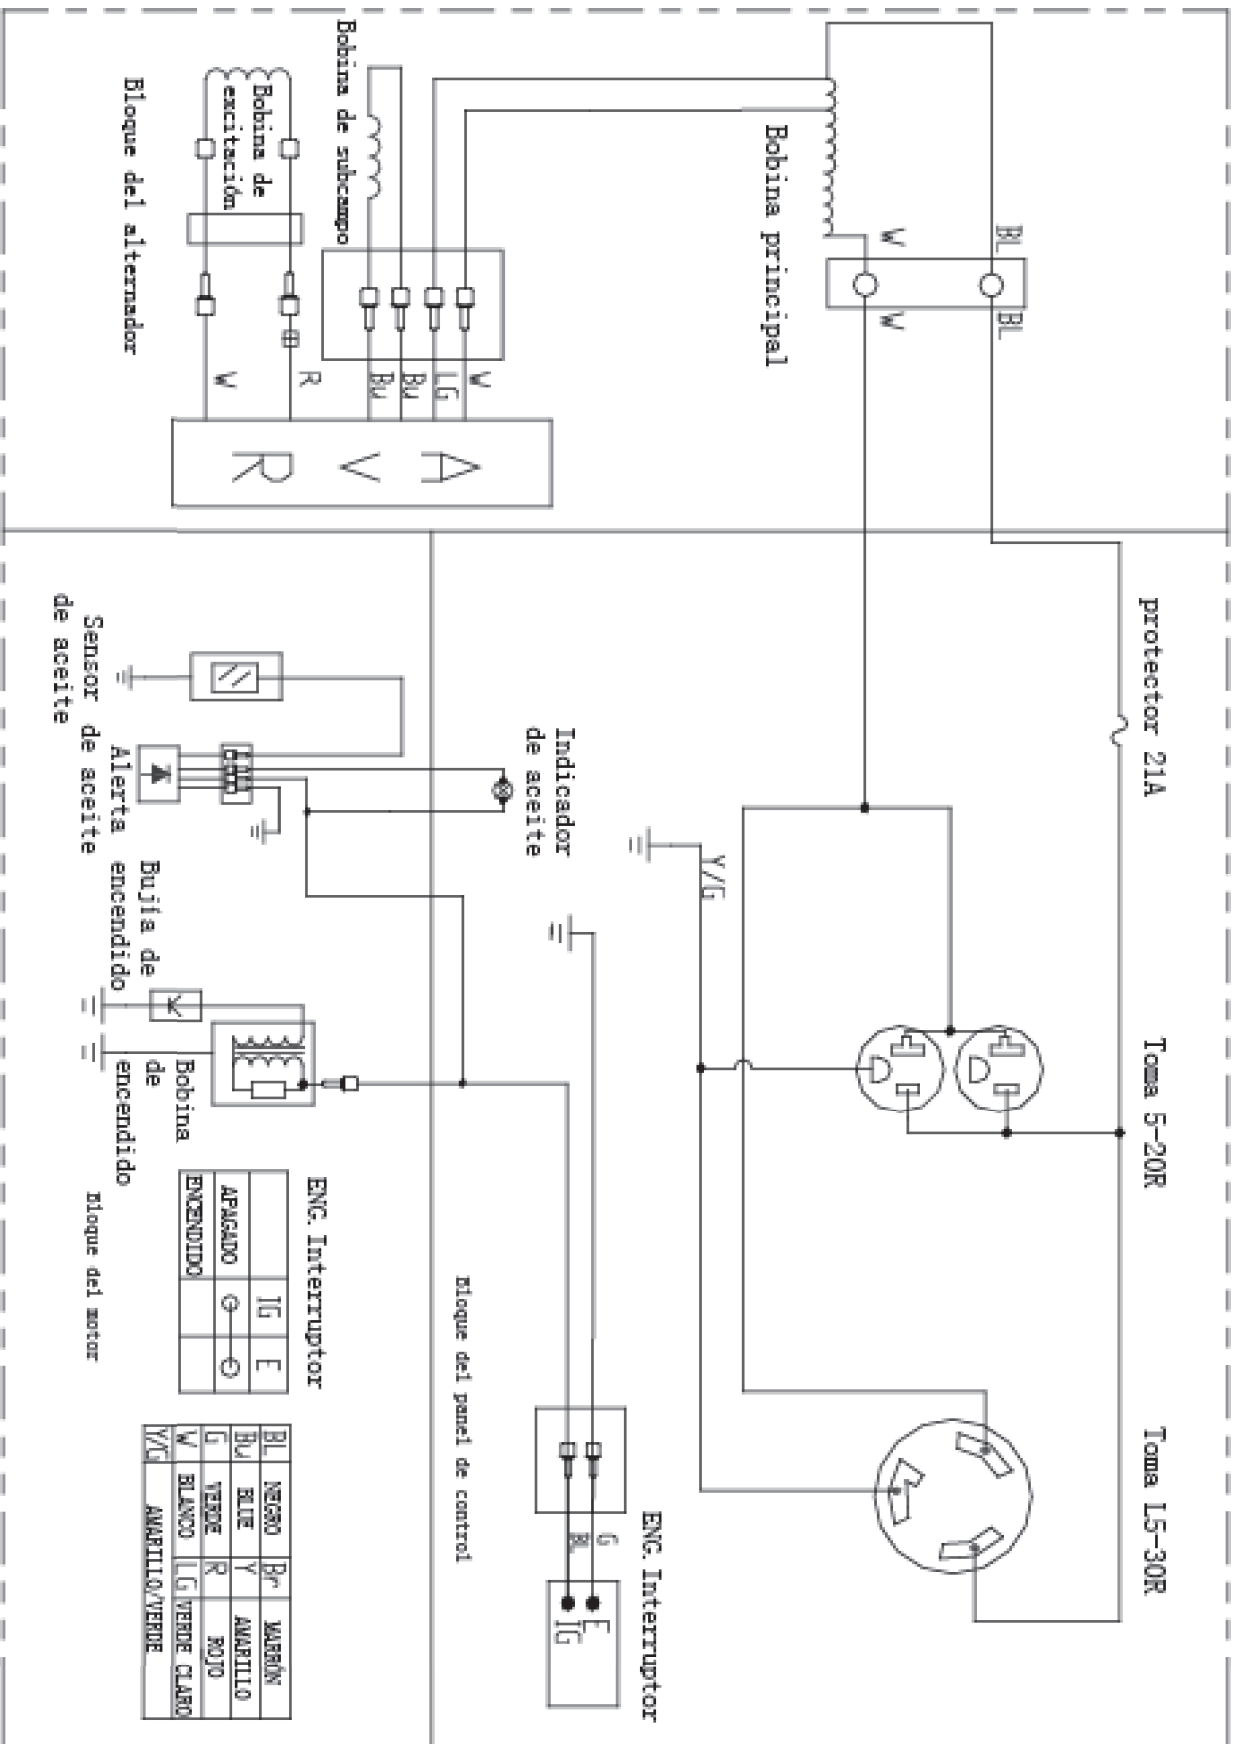 Bobina principal
BL
W
BL
W
Bobina de subcampo
Bobina de
excitación
Bloque del alternador
W
LG
Bu
Bu
R
W
A
V
R
protector 21A
Toma 5-20R
Toma L5-30R
Y/G
Indicador
de aceite
Sensor
de aceite
Alerta
de aceite
Bujía de
encendido
Bobina
de
encendido
Bloque del motor
Bloque del panel de control
ENG. Interruptor
G
BL
E
IG
ENG. Interruptor
IG E
APAGADO
ENCENDIDO
BL NEGRO Br MARRÓN
Bu BLUE Y AMARILLO
G VERDE R ROJO
W BLANCO LG VERDE CLARO
Y/G AMARILLO/VERDE